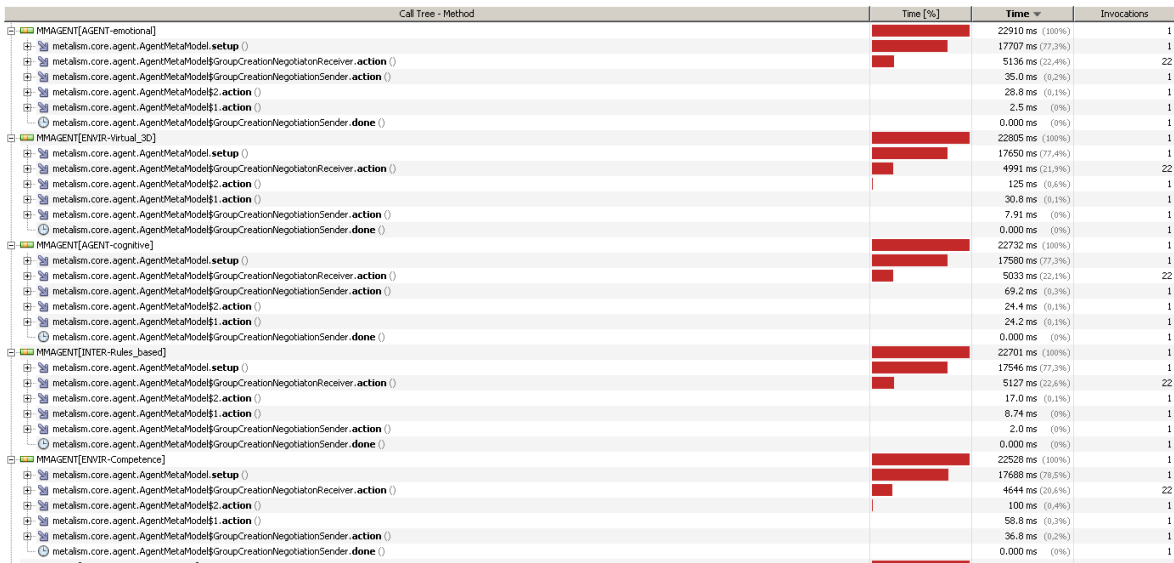 Call Tree - Method Time [%] Time Invocations
MMAGENT[AGENT-emotional] 22910 ms (100%) 1
metalism.core.agent.AgentMetaModel.setup () 17707 ms (77,3%) 1
metalism.core.agent.AgentMetaModel$GroupCreationNegotiatonReceiver.action () 5136 ms (22,4%) 22
metalism.core.agent.AgentMetaModel$GroupCreationNegotiationSender.action () 35.0 ms (0,2%) 1
metalism.core.agent.AgentMetaModel$2.action () 28.8 ms (0,1%) 1
metalism.core.agent.AgentMetaModel$1.action () 2.5 ms (0%) 1
metalism.core.agent.AgentMetaModel$GroupCreationNegotiationSender.done () 0.000 ms (0%) 1
MMAGENT[ENVIR-Virtual_3D] 22805 ms (100%) 1
metalism.core.agent.AgentMetaModel.setup () 17650 ms (77,4%) 1
metalism.core.agent.AgentMetaModel$GroupCreationNegotiatonReceiver.action () 4991 ms (21,9%) 22
metalism.core.agent.AgentMetaModel$2.action () 125 ms (0,6%) 1
metalism.core.agent.AgentMetaModel$1.action () 30.8 ms (0,1%) 1
metalism.core.agent.AgentMetaModel$GroupCreationNegotiationSender.action () 7.91 ms (0%) 1
metalism.core.agent.AgentMetaModel$GroupCreationNegotiationSender.done () 0.000 ms (0%) 1
MMAGENT[AGENT-cognitive] 22732 ms (100%) 1
metalism.core.agent.AgentMetaModel.setup () 17580 ms (77,3%) 1
metalism.core.agent.AgentMetaModel$GroupCreationNegotiatonReceiver.action () 5033 ms (22,1%) 22
metalism.core.agent.AgentMetaModel$GroupCreationNegotiationSender.action () 69.2 ms (0,3%) 1
metalism.core.agent.AgentMetaModel$2.action () 24.4 ms (0,1%) 1
metalism.core.agent.AgentMetaModel$1.action () 24.2 ms (0,1%) 1
metalism.core.agent.AgentMetaModel$GroupCreationNegotiationSender.done () 0.000 ms (0%) 1
MMAGENT[INTER-Rules_based] 22701 ms (100%) 1
metalism.core.agent.AgentMetaModel.setup () 17546 ms (77,3%) 1
metalism.core.agent.AgentMetaModel$GroupCreationNegotiatonReceiver.action () 5127 ms (22,6%) 22
metalism.core.agent.AgentMetaModel$2.action () 17.0 ms (0,1%) 1
metalism.core.agent.AgentMetaModel$1.action () 8.74 ms (0%) 1
metalism.core.agent.AgentMetaModel$GroupCreationNegotiationSender.action () 2.0 ms (0%) 1
metalism.core.agent.AgentMetaModel$GroupCreationNegotiationSender.done () 0.000 ms (0%) 1
MMAGENT[ENVIR-Competence] 22528 ms (100%) 1
metalism.core.agent.AgentMetaModel.setup () 17688 ms (78,5%) 1
metalism.core.agent.AgentMetaModel$GroupCreationNegotiatonReceiver.action () 4644 ms (20,6%) 22
metalism.core.agent.AgentMetaModel$2.action () 100 ms (0,4%) 1
metalism.core.agent.AgentMetaModel$1.action () 58.8 ms (0,3%) 1
metalism.core.agent.AgentMetaModel$GroupCreationNegotiationSender.action () 36.8 ms (0,2%) 1
metalism.core.agent.AgentMetaModel$GroupCreationNegotiationSender.done () 0.000 ms (0%) 1